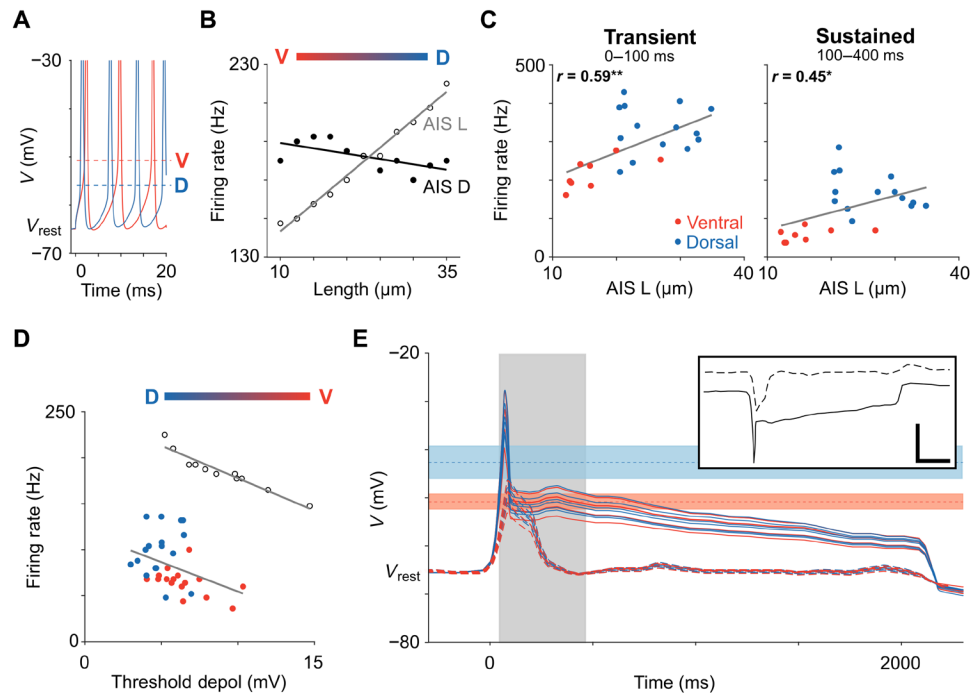 A
−30
V (mV)
V
D
Vrest
−70
0
20
Time (ms)
B
V
D
230
Firing rate (Hz)
AIS L
AIS D
130
10
35
Length (µm)
C
Transient
0–100 ms
Sustained
100–400 ms
500
r = 0.59**
r = 0.45*
Firing rate (Hz)
Ventral
Dorsal
0
10
40
10
40
AIS L (µm)
AIS L (µm)
D
D
V
250
Firing rate (Hz)
0
0
15
Threshold depol (mV)
E
−20
V (mV)
Vrest
−80
0
2000
Time (ms)